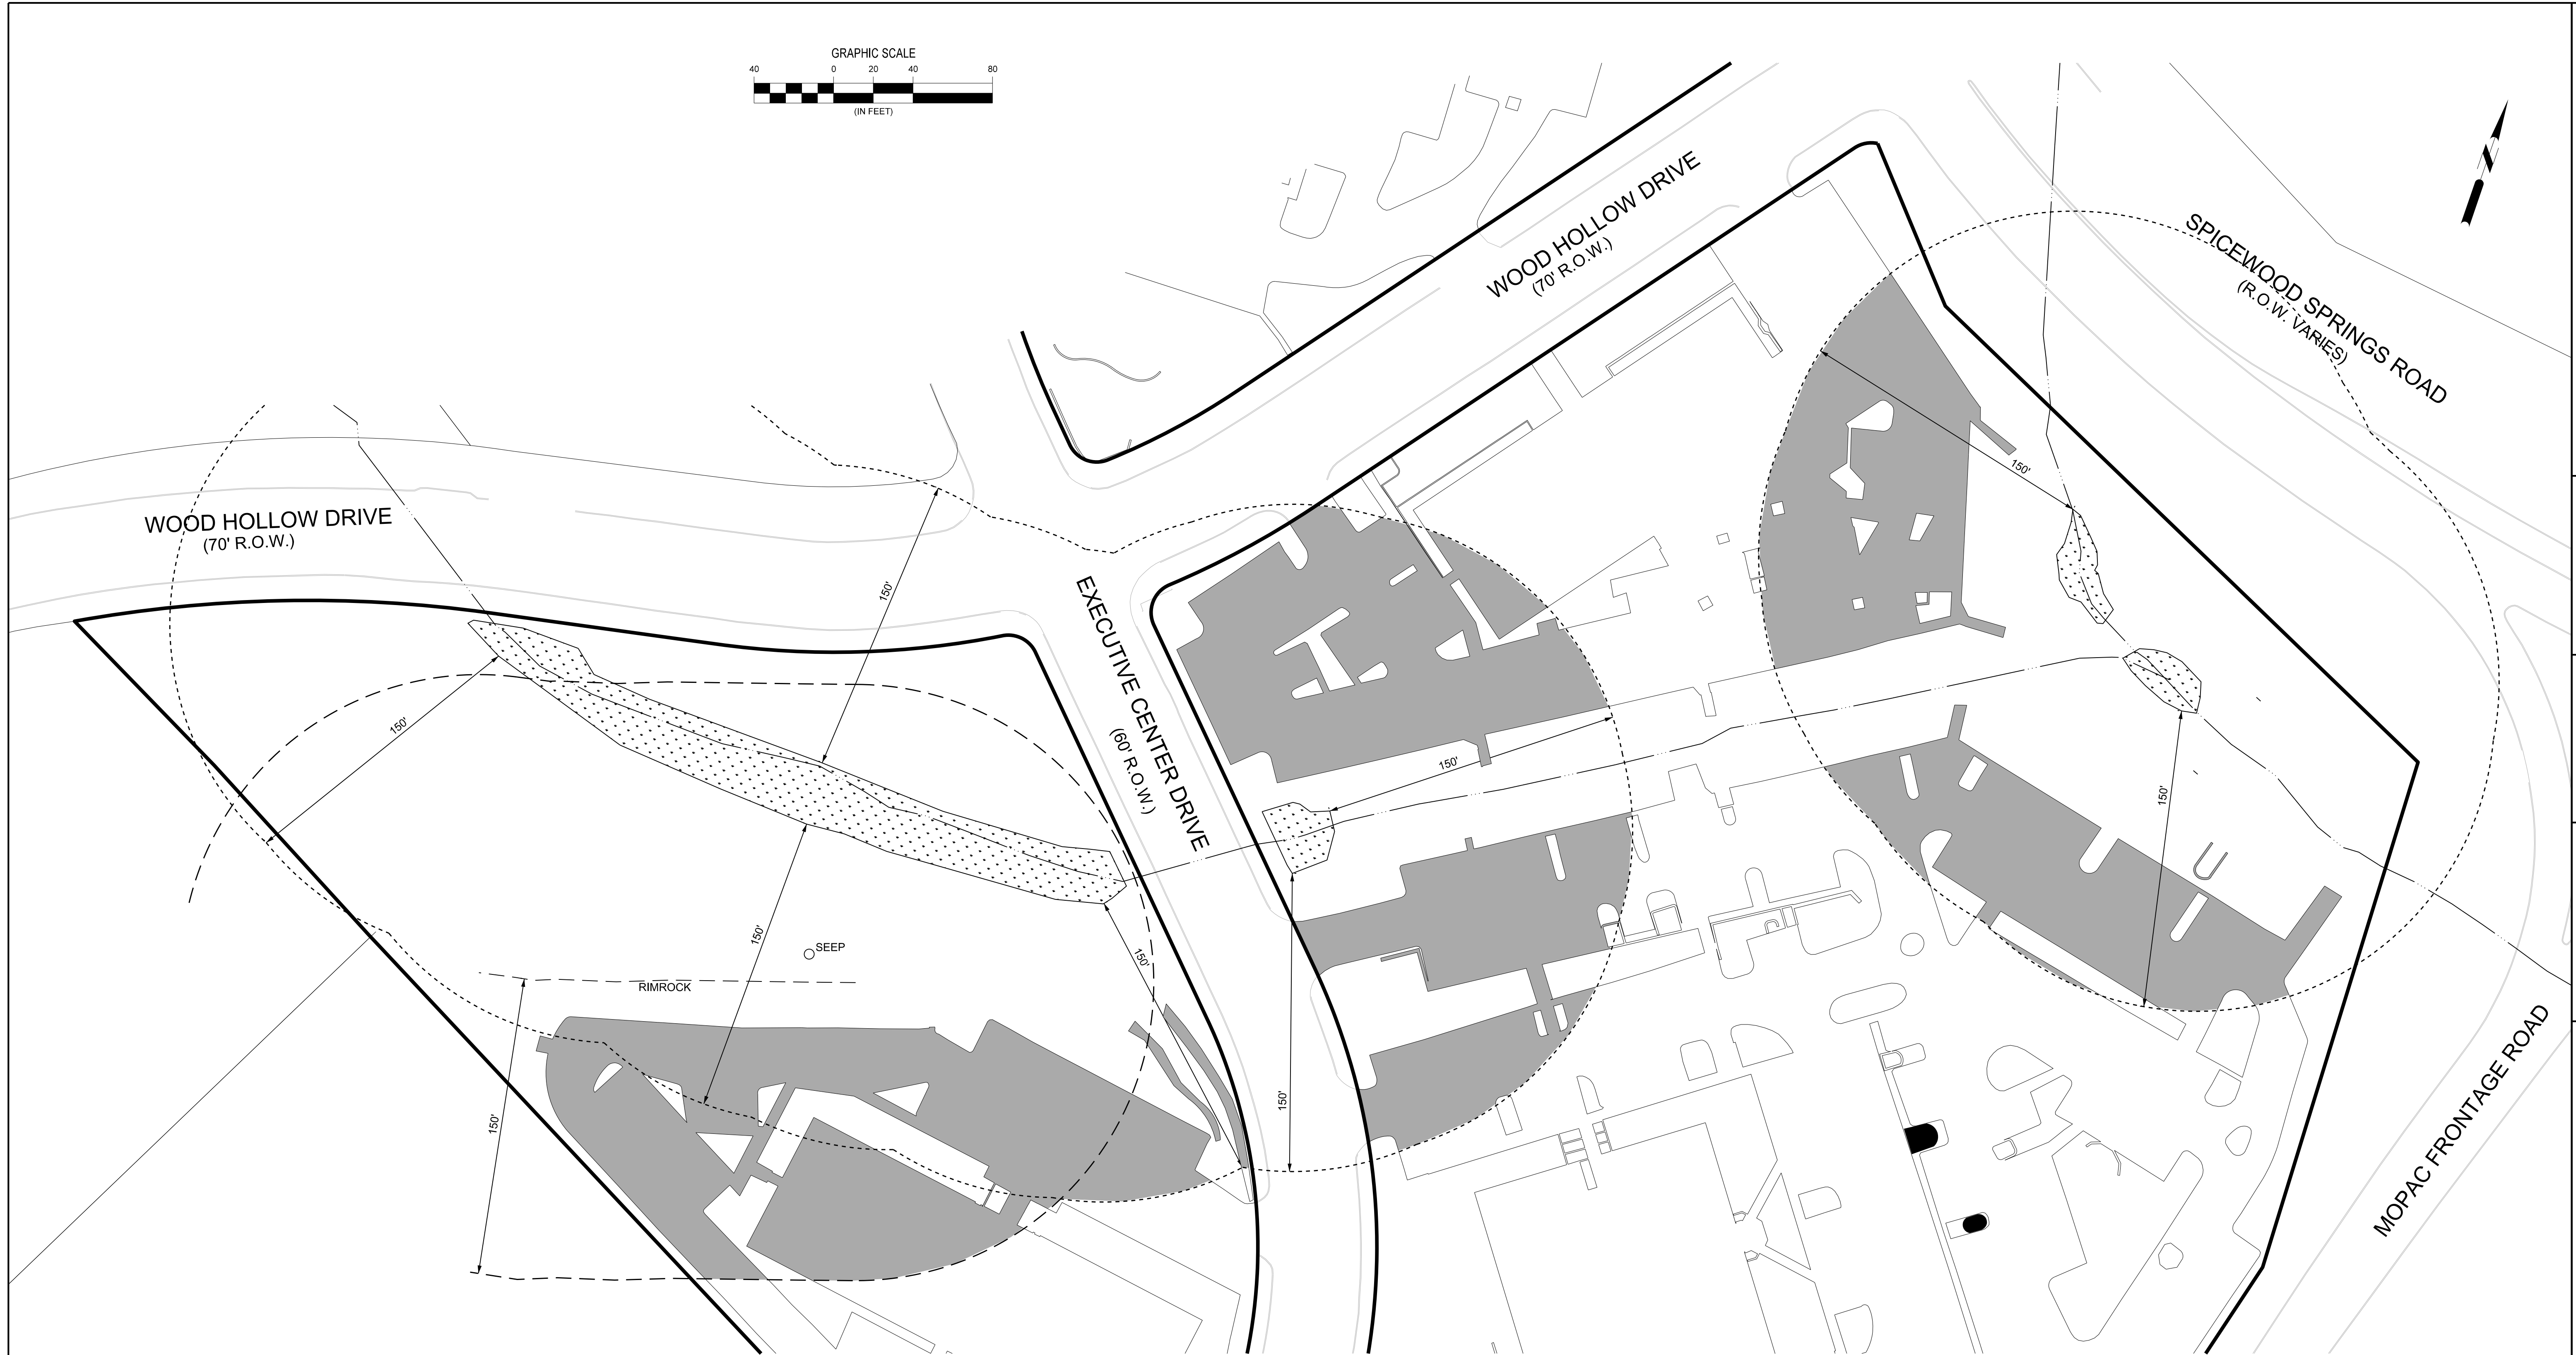 GRAPHIC SCALE
40 0 20 40 80
(IN FEET)
WOOD HOLLOW DRIVE
(70' R.O.W.)
SPICEWOOD SPRINGS ROAD
(R.O.W. VARIES)
N
WOOD HOLLOW DRIVE
(70' R.O.W.)
EXECUTIVE CENTER DRIVE
(60' R.O.W.)
150'
150'
150'
150'
150'
150'
150'
SEEP
RIMROCK
150'
150'
150'
MOPAC FRONTAGE ROAD